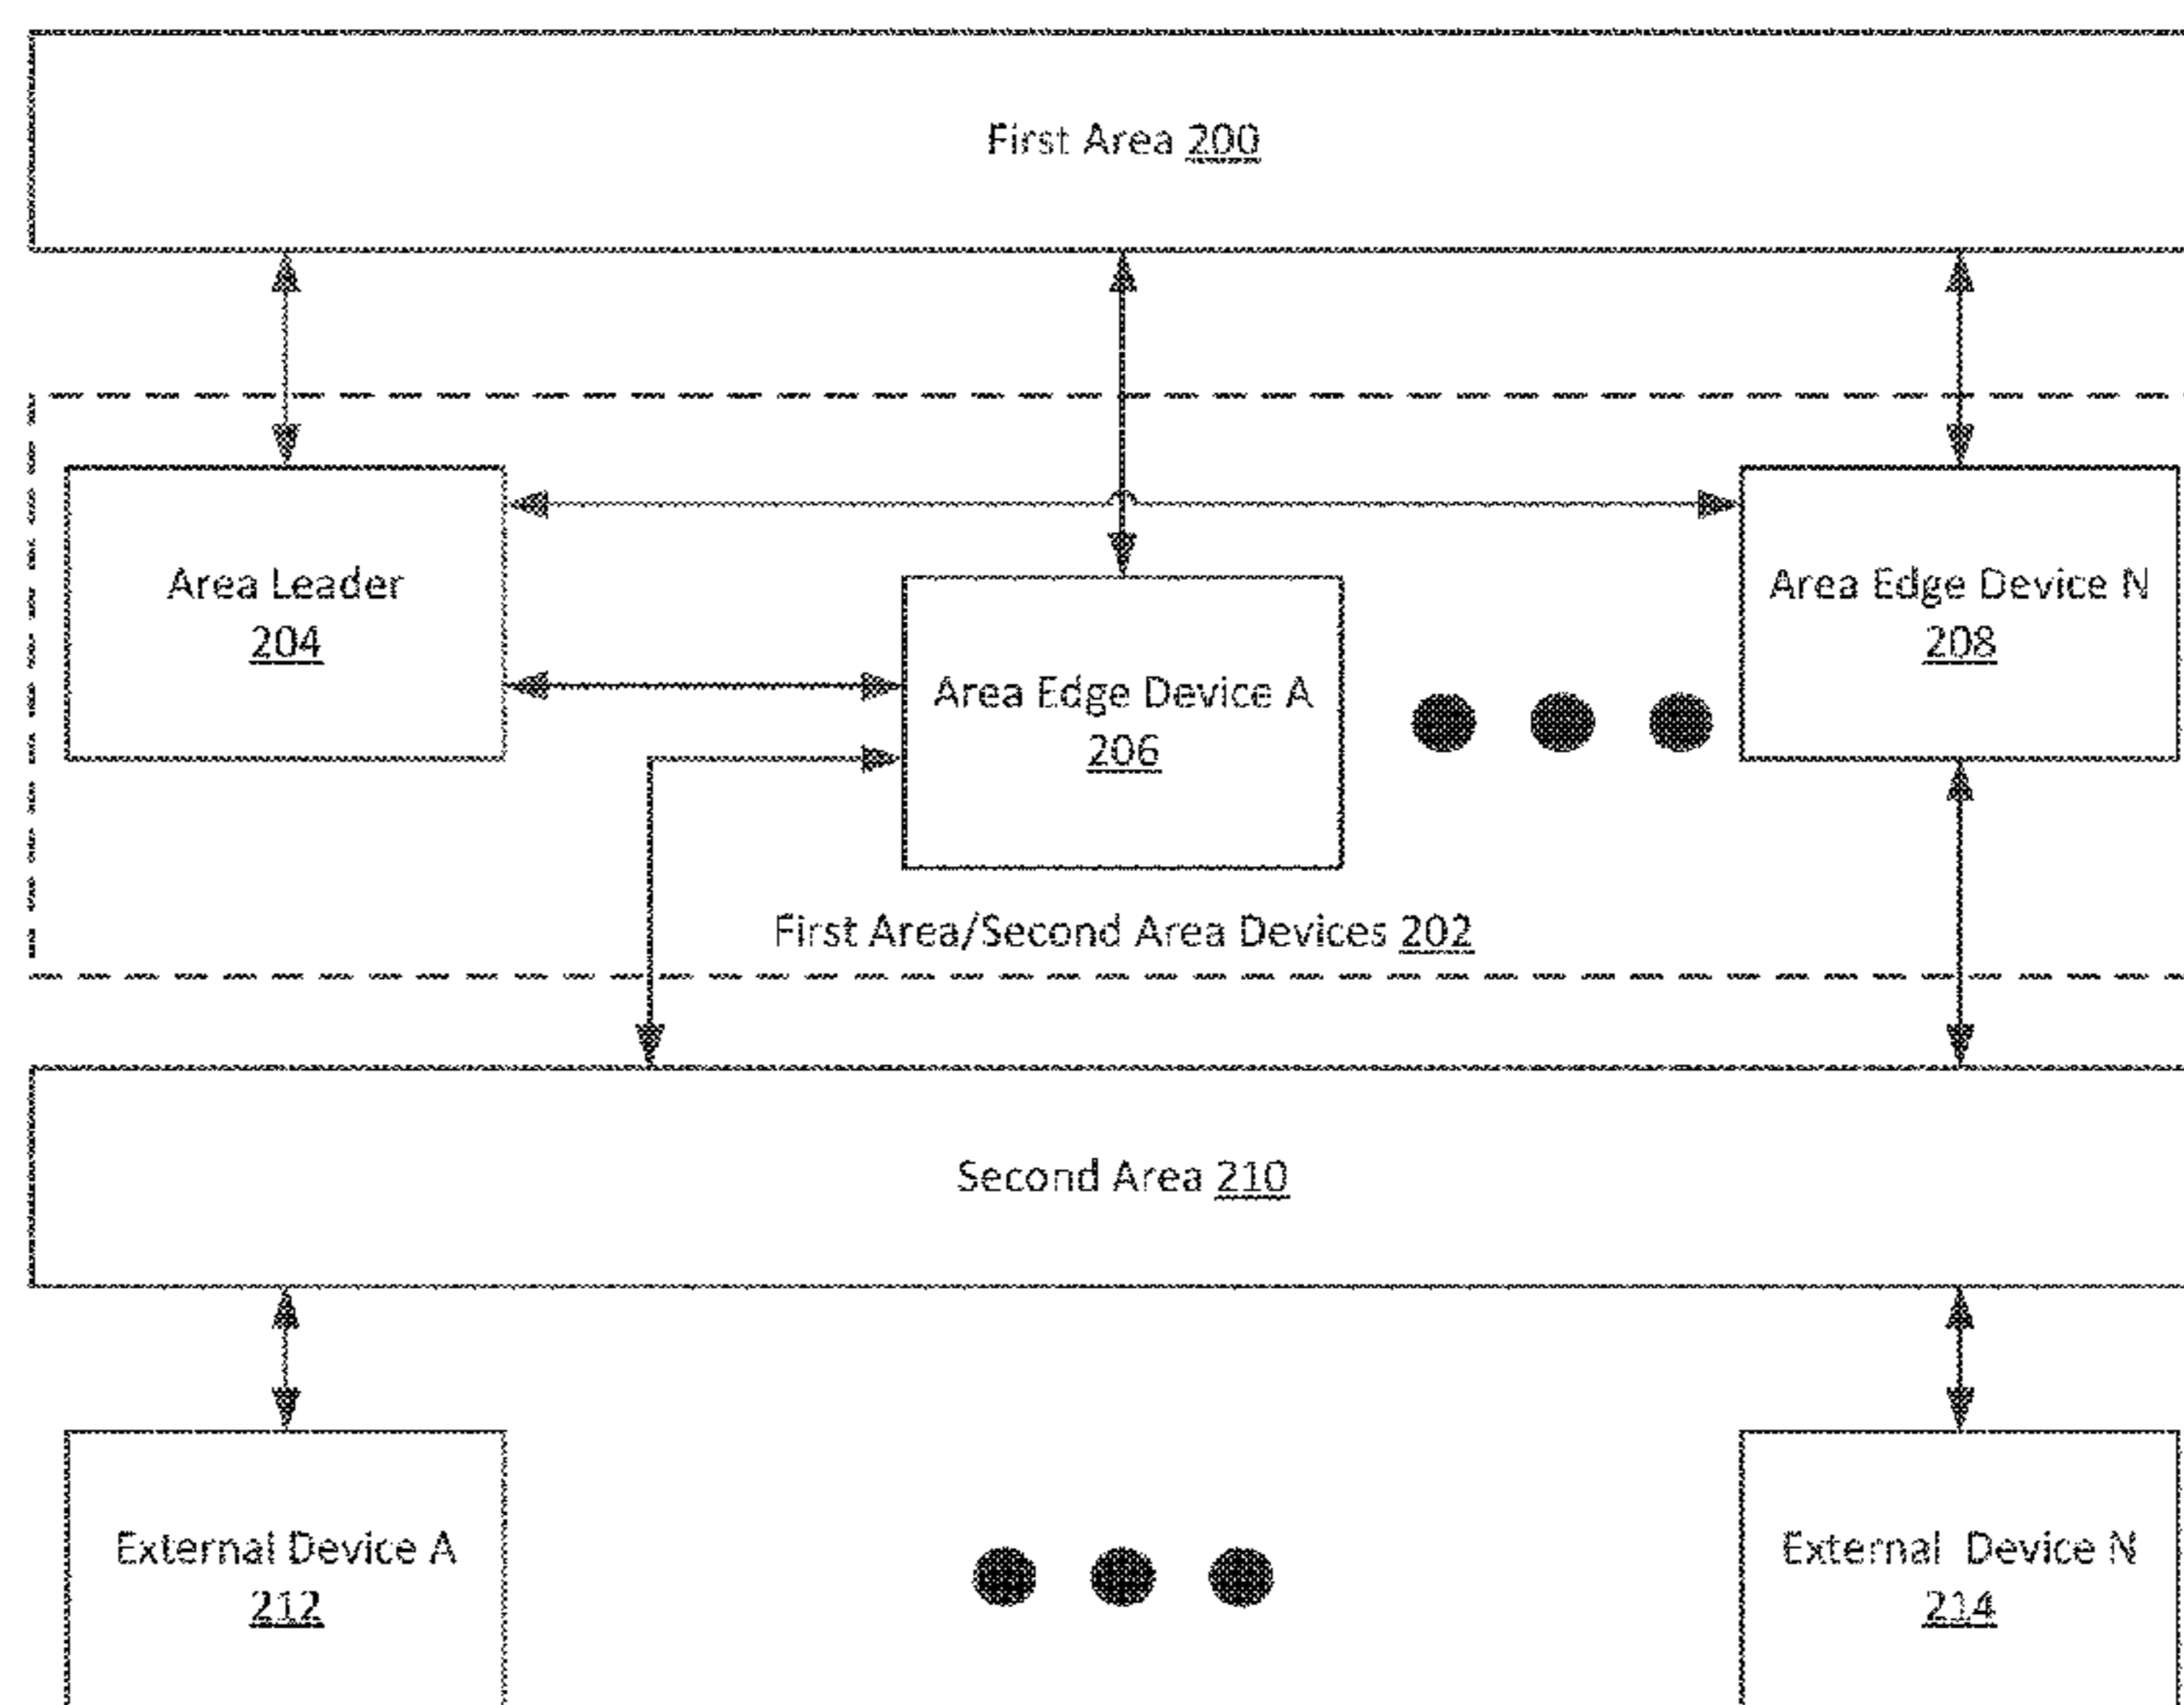 First Area 200
Area Leader
204
Area Edge Device A
206
Area Edge Device N
208
First Area/Second Area Devices 202
Second Area 210
External Device A
212
External Device N
214